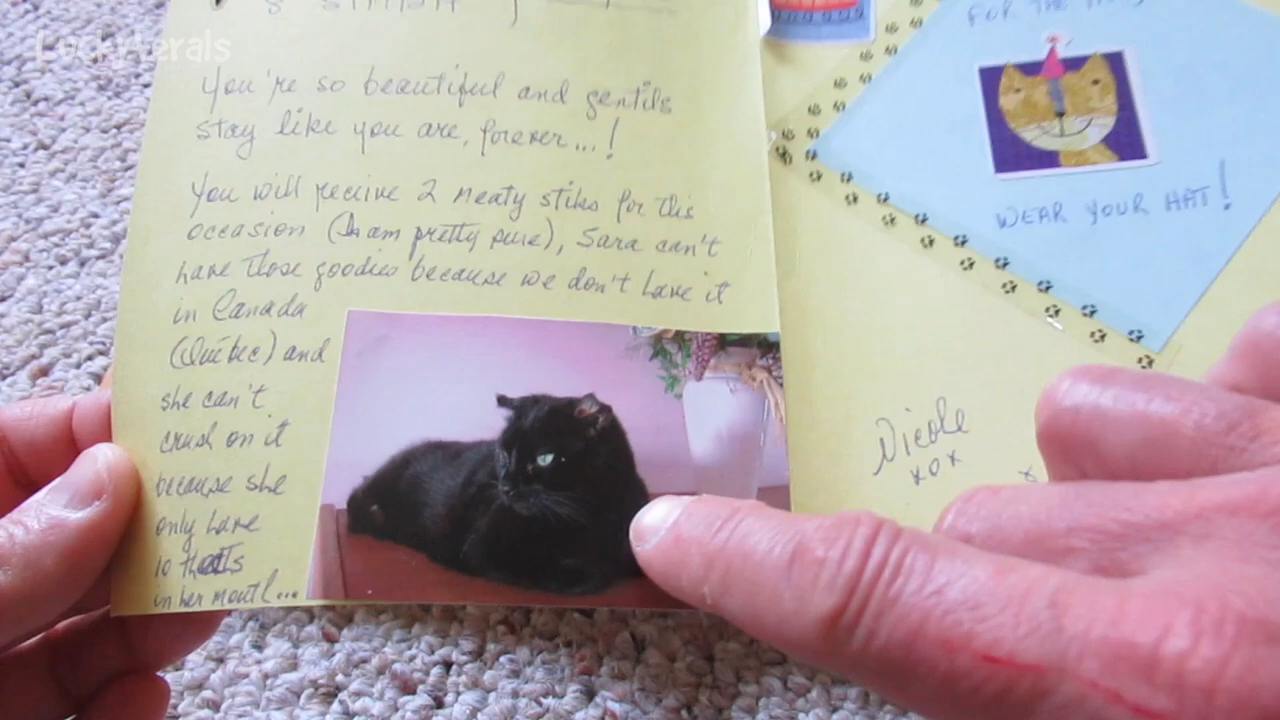 Luckyferals
You're so beautiful and gentils
stay like you are, forever...!
You will receive 2 meaty stiks for this
occasion (I am pretty sure), Sara can't
have those goodies because we don't have it
in Canada
(Québec) and
she can't
crush on it
because she
only have
10
in her mouth...
FOR THE
WEAR YOUR HAT!
Nicole
xox
x